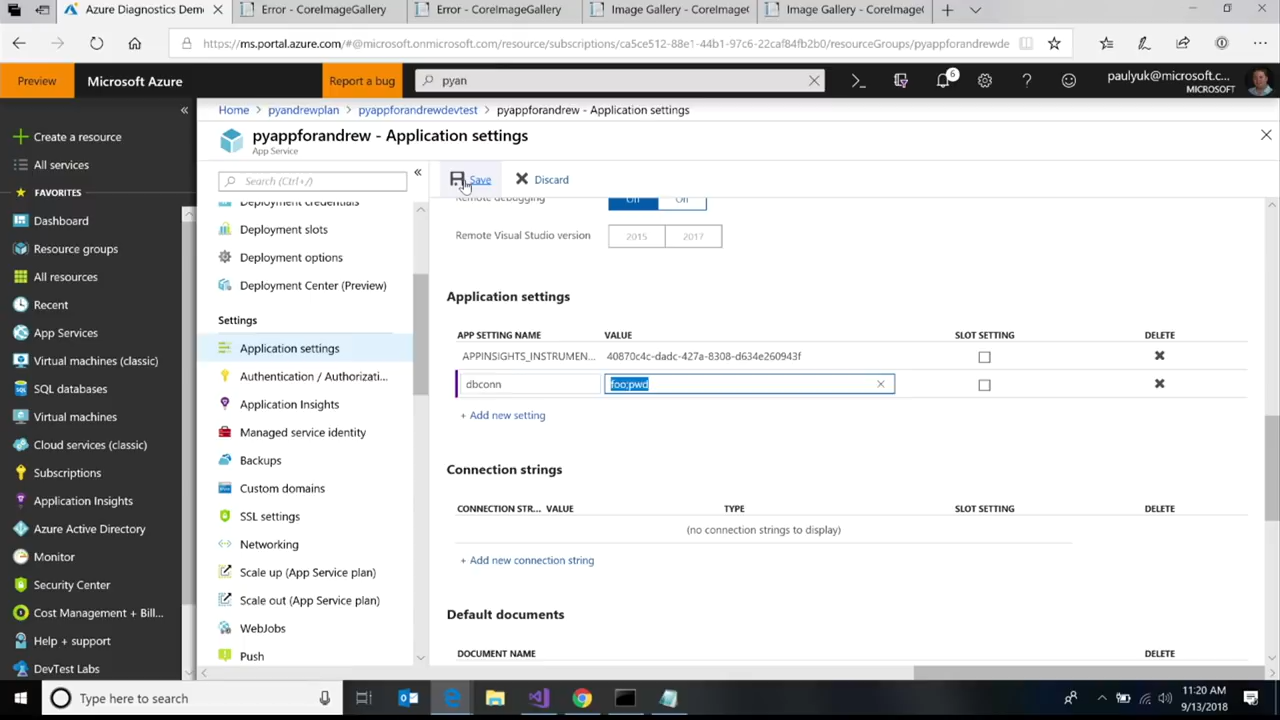 Azure Diagnostics Dem
Error - CoreImageGallery
Error - CoreImageGallery
Image Gallery - CoreImageG
Image Gallery - CoreImageG
https://ms.portal.azure.com/#@microsoft.onmicrosoft.com/resource/subscriptions/ca5ce512-88e1-44b1-97c6-22caf84fb2b0/resourceGroups/pyappforandrewde
Preview
Microsoft Azure
Report a bug
pyan
6
paulyuk@microsoft.c...
MICROSOFT
Create a resource
All services
FAVORITES
Dashboard
Resource groups
All resources
Recent
App Services
Virtual machines (classic)
SQL databases
Virtual machines
Cloud services (classic)
Subscriptions
Application Insights
Azure Active Directory
Monitor
Security Center
Cost Management + Bill...
Help + support
DevTest Labs
Home > pyandrewplan > pyappforandrewdevtest > pyappforandrew - Application settings
pyappforandrew - Application settings
App Service
Search (Ctrl+/)
Deployment credentials
Deployment slots
Deployment options
Deployment Center (Preview)
Settings
Application settings
Authentication / Authorizati...
Application Insights
Managed service identity
Backups
Custom domains
SSL settings
Networking
Scale up (App Service plan)
Scale out (App Service plan)
WebJobs
Push
Save
Discard
Remote debugging
Off
Remote Visual Studio version
2015
2017
Application settings
APP SETTING NAME VALUE SLOT SETTING DELETE
APPINSIGHTS_INSTRUMEN... 40870c4c-dadc-427a-8308-d634e260943f
dbconn foo;pwd
+ Add new setting
Connection strings
CONNECTION STR... VALUE TYPE SLOT SETTING DELETE
(no connection strings to display)
+ Add new connection string
Default documents
DOCUMENT NAME DELETE
Type here to search
11:20 AM
9/13/2018